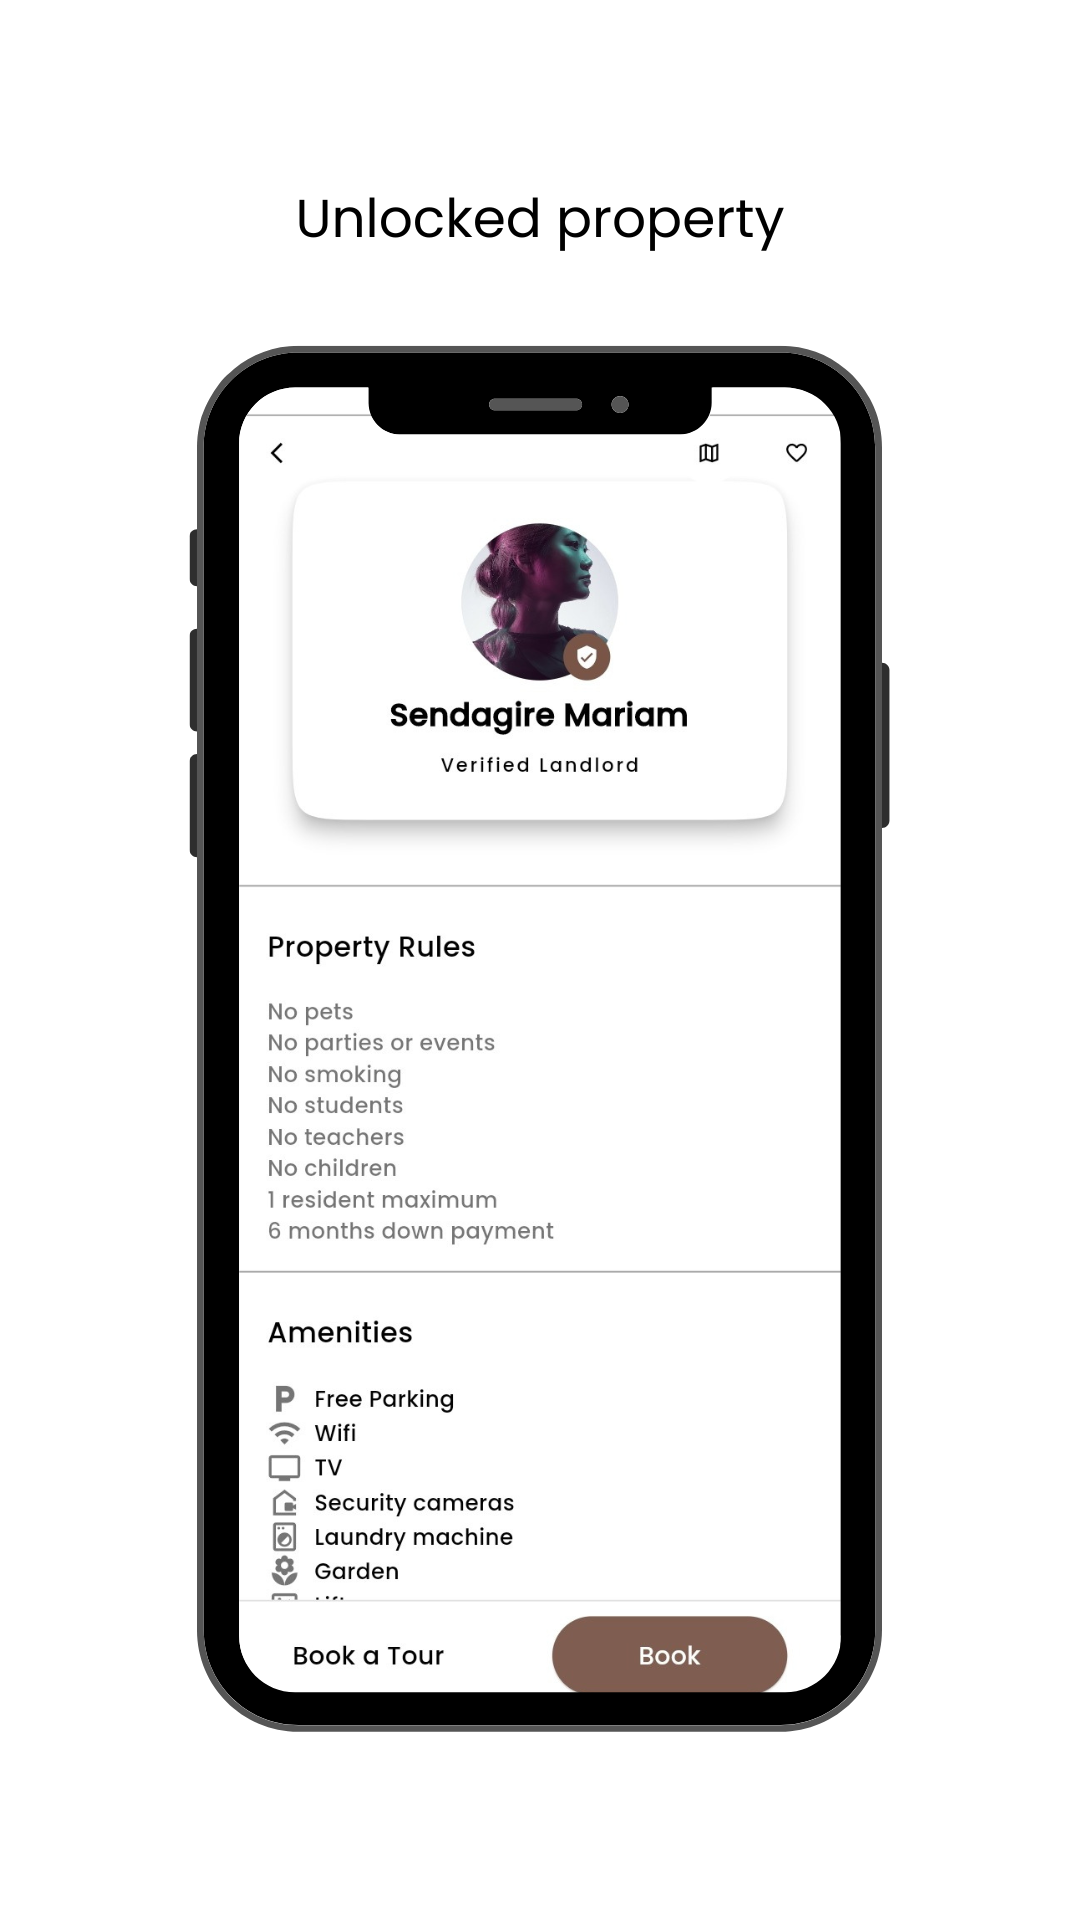 Unlocked property
Sendagire Mariam
Verified Landlord
Property Rules
No pets
No parties or events
No smoking
No students
No teachers
No children
1 resident maximum
6 months down payment
Amenities
P Free Parking
Wifi
TV
Security cameras
Laundry machine
Garden
Book a Tour
Book